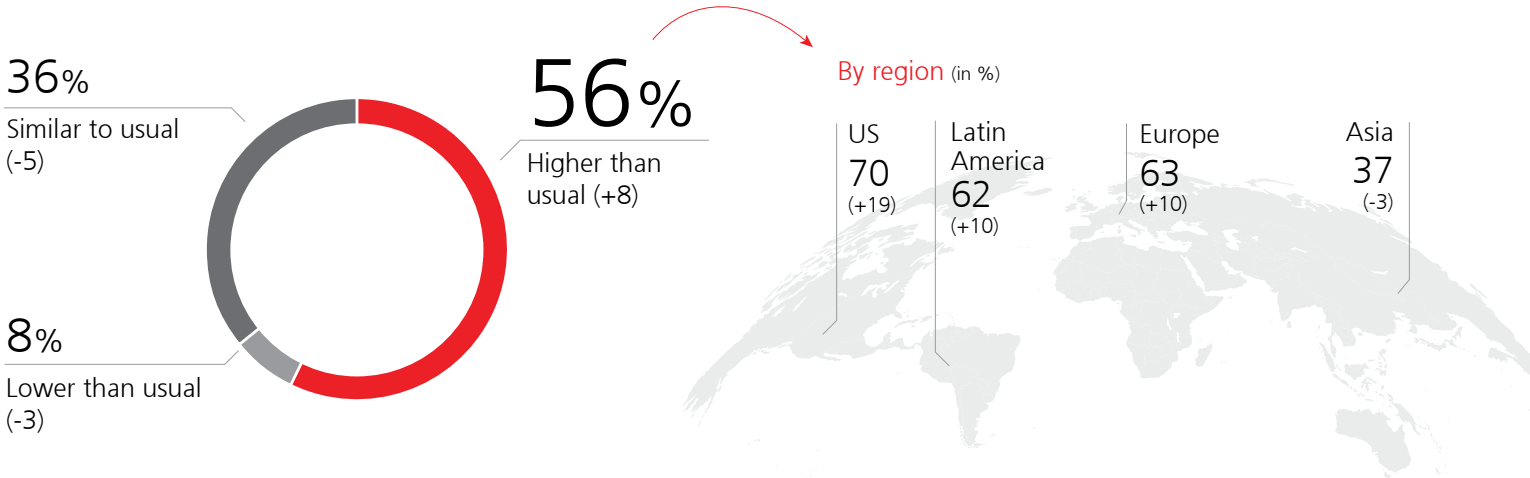 36%
Similar to usual
(-5)
8%
Lower than usual
(-3)
56%
Higher than
usual (+8)
By region (in %)
US
70
(+19)
Latin
America
62
(+10)
Europe
63
(+10)
Asia
37
(-3)